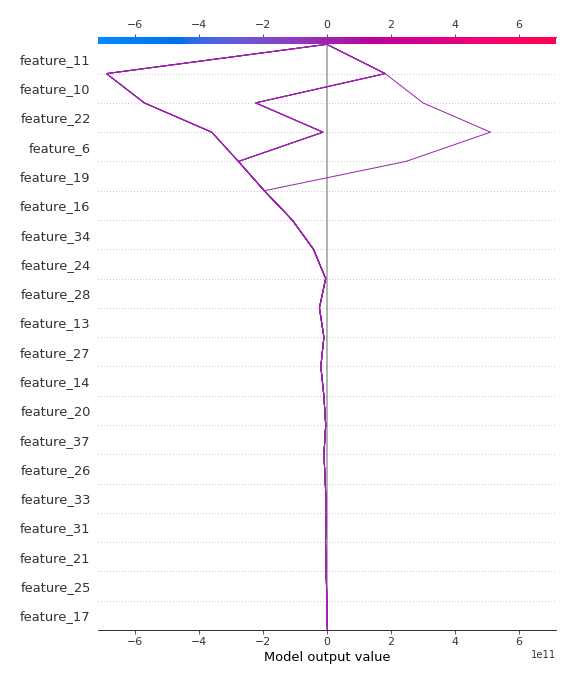 −6 −4 −2 0 2 4 6
feature_11
feature_10
feature_22
feature_6
feature_19
feature_16
feature_34
feature_24
feature_28
feature_13
feature_27
feature_14
feature_20
feature_37
feature_26
feature_33
feature_31
feature_21
feature_25
feature_17
−6 −4 −2 0 2 4 6
1e11
Model output value